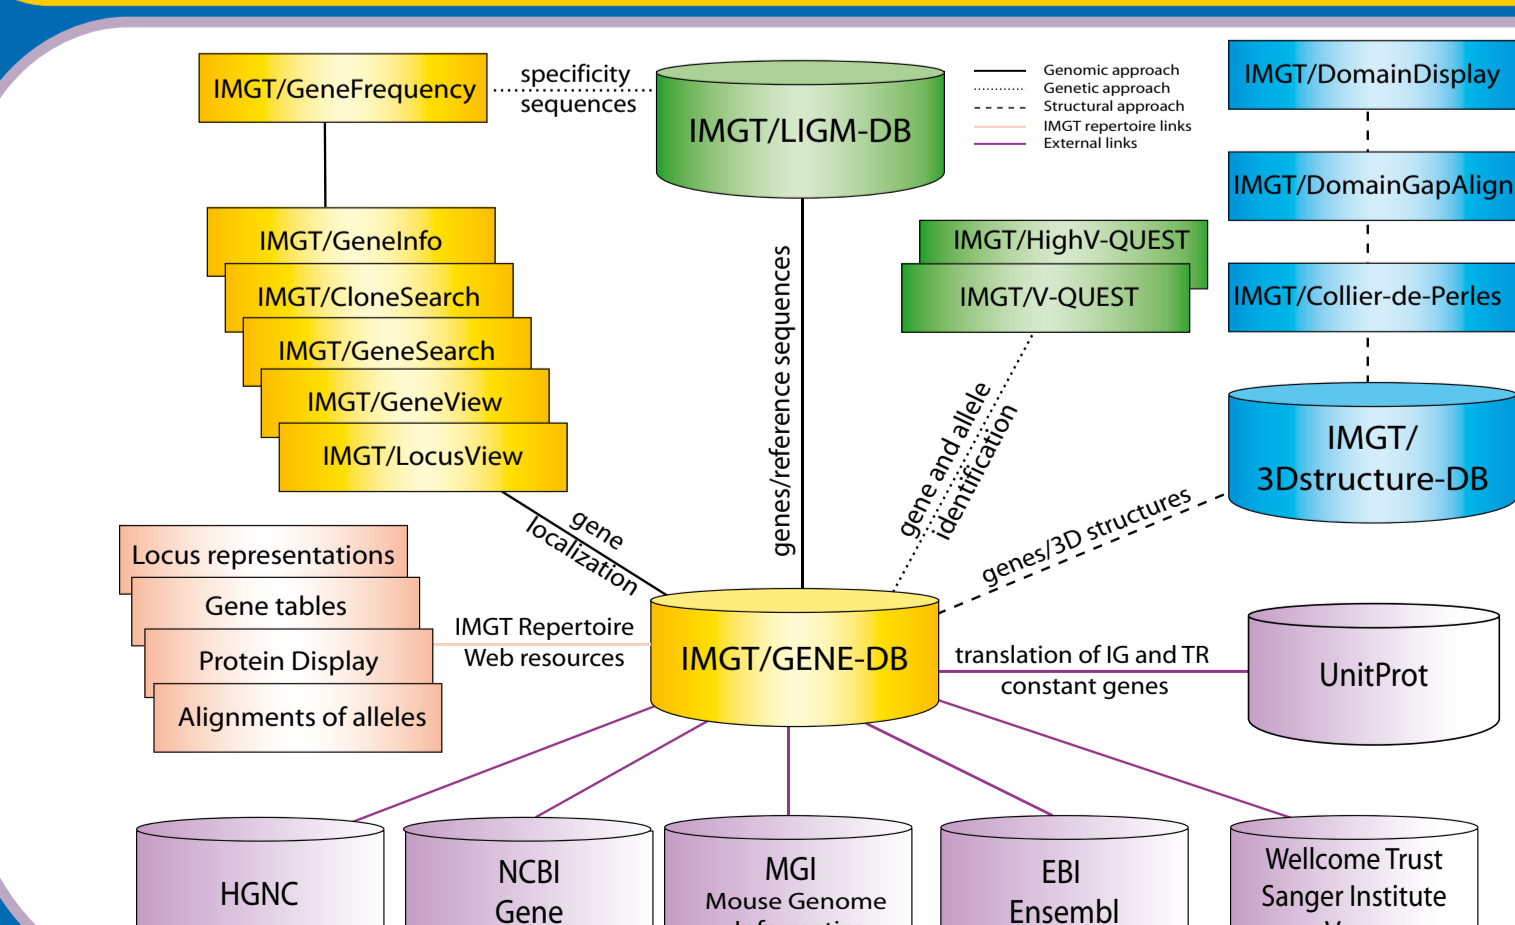 IMGT/GeneFrequency
specificity
sequences
IMGT/LIGM-DB
Genomic approach
Genetic approach
Structural approach
IMGT repertoire links
External links
IMGT/DomainDisplay
IMGT/DomainGapAlign
IMGT/Collier-de-Perles
IMGT/
3Dstructure-DB
IMGT/GeneInfo
IMGT/CloneSearch
IMGT/GeneSearch
IMGT/GeneView
IMGT/LocusView
IMGT/HighV-QUEST
IMGT/V-QUEST
genes/reference sequences
gene and allele
identification
genes/3D structures
gene
localization
Locus representations
Gene tables
Protein Display
Alignments of alleles
IMGT Repertoire
Web resources
IMGT/GENE-DB
translation of IG and TR
constant genes
UnitProt
HGNC
NCBI
Gene
MGI
Mouse Genome
EBI
Ensembl
Wellcome Trust
Sanger Institute